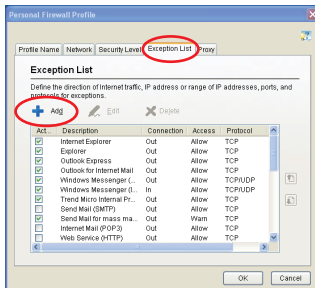 Personal Firewall Profile
Profile Name Network Security Level Exception List Proxy
Exception List
Define the direction of Internet traffic, IP address or range of IP addresses, ports, and
protocols for exceptions.
Add Edit Delete
Act... Description Connection Access Protocol
Internet Explorer Out Allow TCP
Explorer Out Allow TCP
Outlook Express Out Allow TCP
Outlook for Internet Mail Out Allow TCP
Windows Messenger (... Out Allow TCP/UDP
Windows Messenger (I... In Allow TCP/UDP
Trend Micro Internal Pr... Out Allow TCP
Send Mail (SMTP) Out Allow TCP
Send Mail for mass ma... Out Warn TCP
Internet Mail (POP3) Out Allow TCP
Web Service (HTTP) Out Allow TCP
OK Cancel